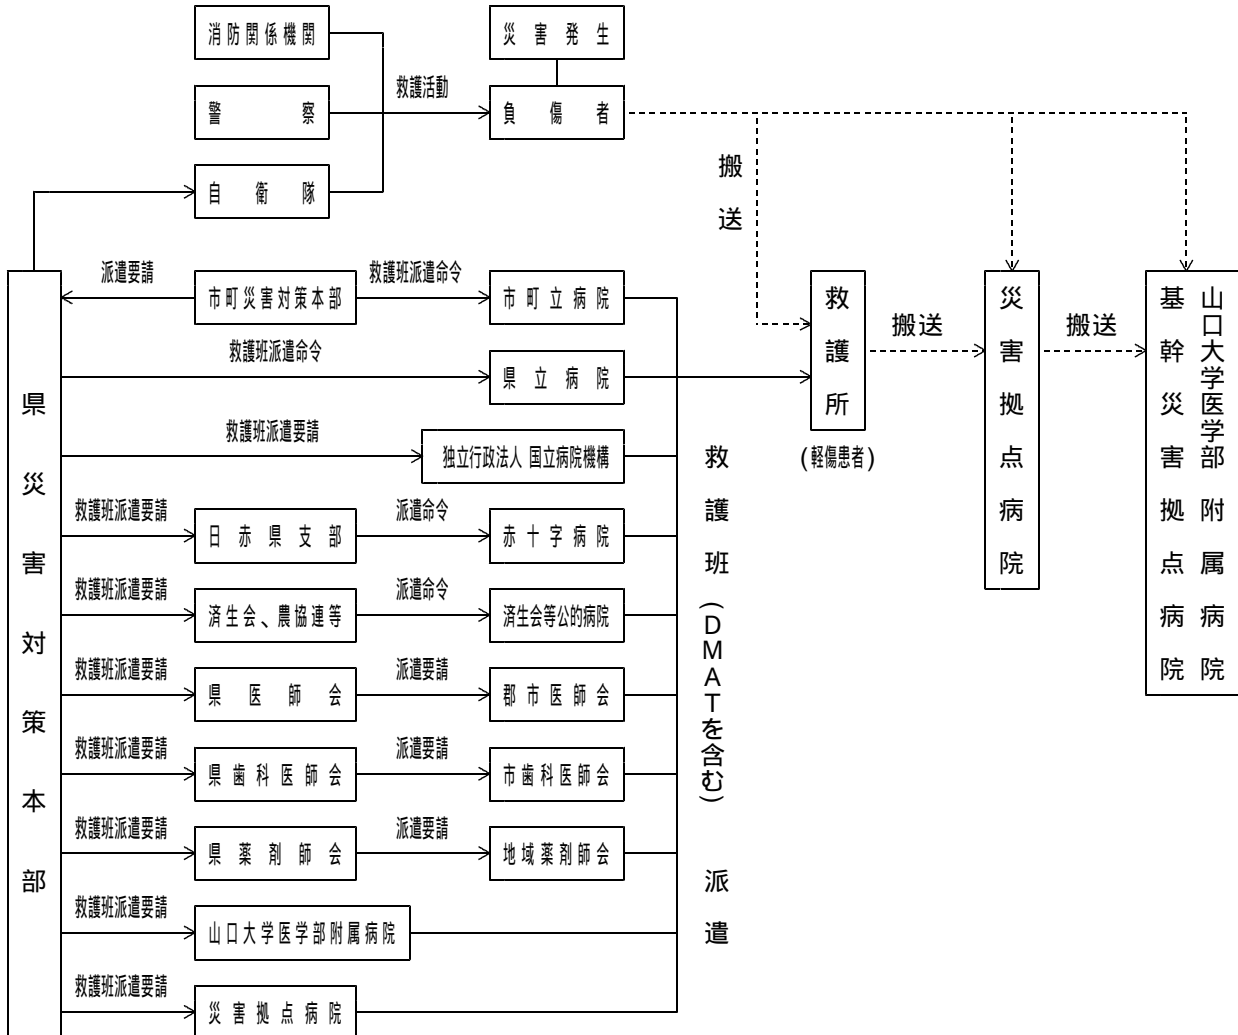 消防関係機関
災害発生
救護活動
警察
負傷者
搬送
自衛隊
派遣要請
救護班派遣命令
市町災害対策本部
市町立病院
救護班派遣命令
県立病院
救護班派遣要請
独立行政法人 国立病院機構
救護班派遣要請
派遣命令
日赤県支部
赤十字病院
救護班派遣要請
派遣命令
済生会、農協連等
済生会等公的病院
救護班派遣要請
派遣要請
県医師会
郡市医師会
救護班派遣要請
派遣要請
県歯科医師会
市歯科医師会
救護班派遣要請
派遣要請
県薬剤師会
地域薬剤師会
救護班派遣要請
山口大学医学部附属病院
救護班派遣要請
災害拠点病院
県災害対策本部
救護班(DMATを含む)派遣
救護所
(軽傷患者)
搬送
災害拠点病院
搬送
山口大学医学部附属病院
基幹災害拠点病院